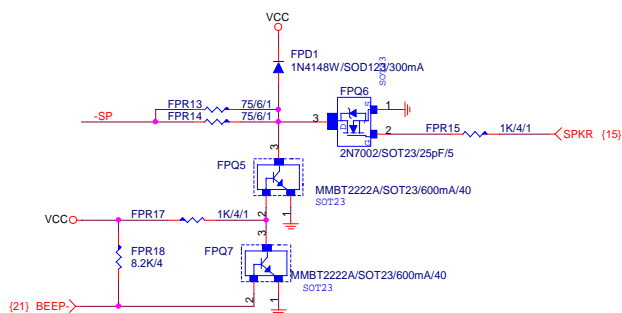 VCC
FPD1
1N4148W/SOD123/300mA
SOT23
FPQ6
FPR13 75/6/1
-SP
FPR14 75/6/1
3
S
D
G
1
2
FPR15 1K/4/1
SPKR {15}
2N7002/SOT23/25pF/5
3
FPQ5
MMBT2222A/SOT23/600mA/40
SOT23
2
1
VCC
FPR17 1K/4/1
3
FPR18
8.2K/4
FPQ7
MMBT2222A/SOT23/600mA/40
SOT23
{21} BEEP-
2
1